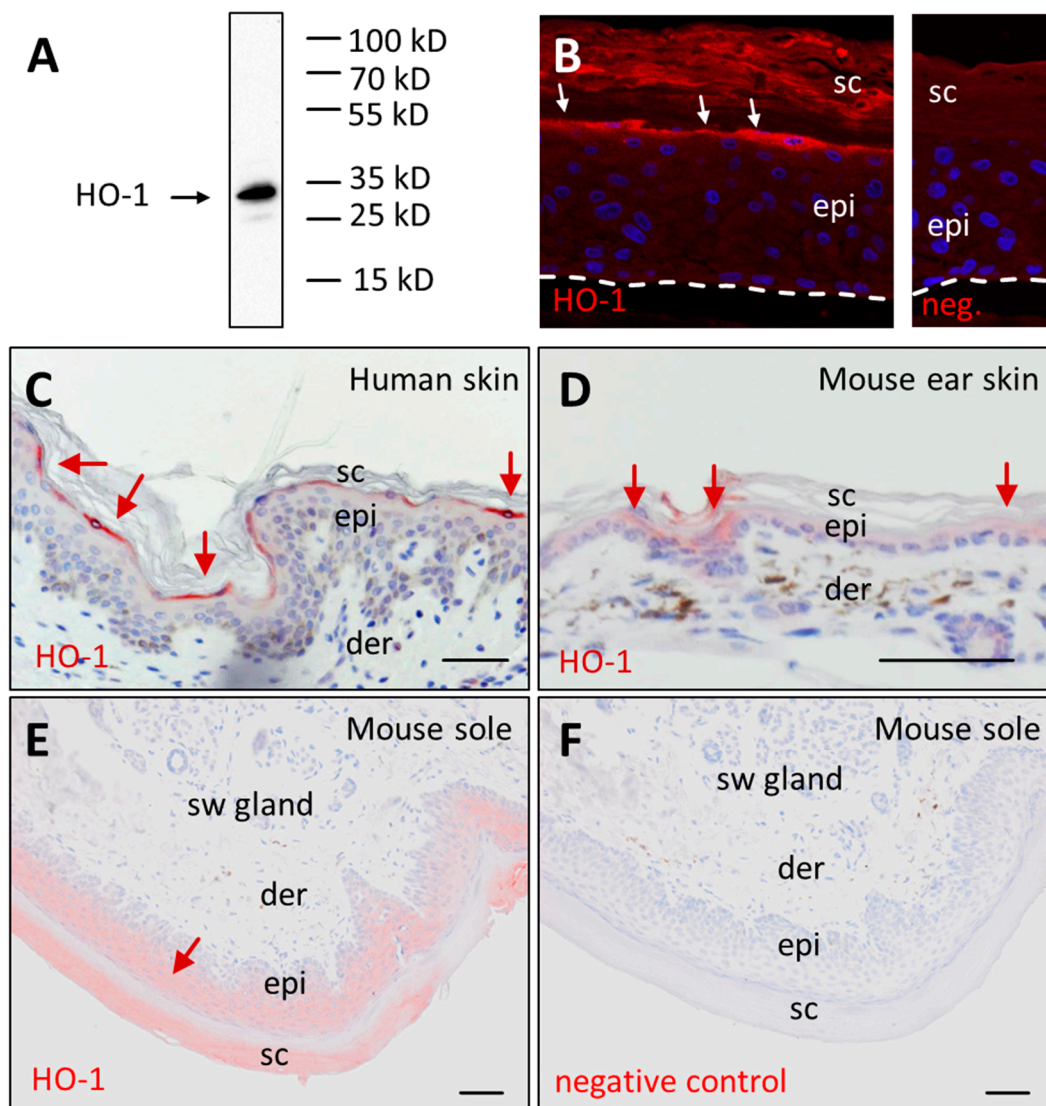 A
HO-1
100 kD
70 kD
55 kD
35 kD
25 kD
15 kD
B
sc
epi
HO-1
sc
epi
neg.
C
Human skin
sc
epi
der
HO-1
D
Mouse ear skin
sc
epi
der
HO-1
E
Mouse sole
sw gland
der
epi
sc
HO-1
F
Mouse sole
sw gland
der
epi
sc
negative control